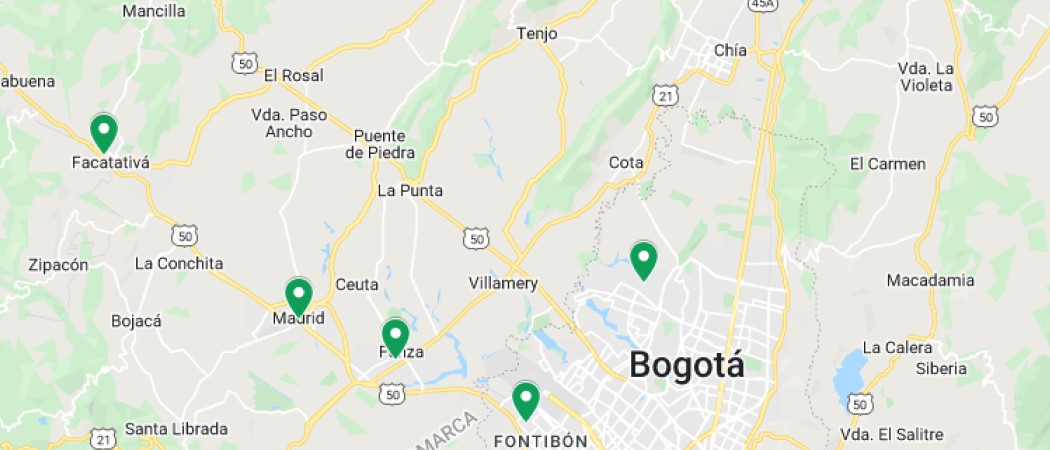 45A
Mancilla
Tenjo
Chía
50
El Rosal
Vda. La
Violeta
abuena
21
50
Vda. Paso
Ancho
Puente
de Piedra
Facatativá
Cota
El Carmen
La Punta
50
50
Zipacón
La Conchita
Ceuta
Villamery
Macadamia
Madrid
Bojacá
La Calera
Bogotá
Siberia
50
50
Santa Librada
21
MARCA
FONTIBÓN
Vda. El Salitre